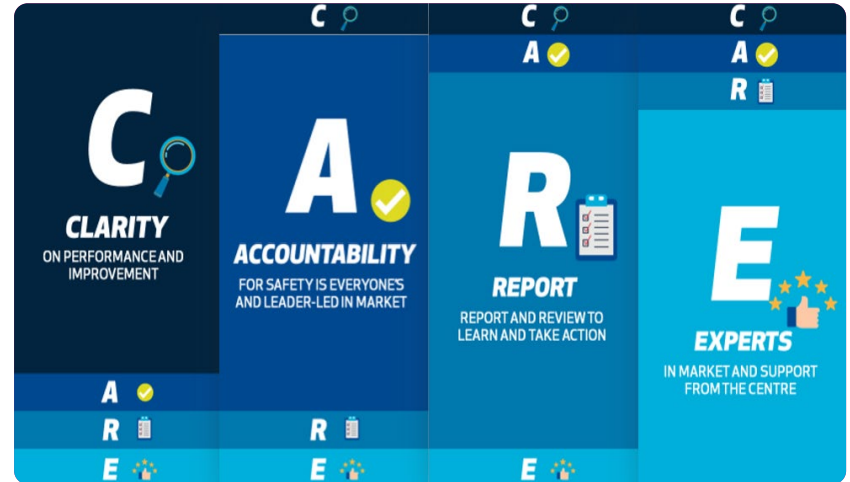 C
CLARITY
ON PERFORMANCE AND
IMPROVEMENT
A
R
E
C
A
ACCOUNTABILITY
FOR SAFETY IS EVERYONE'S
AND LEADER-LED IN MARKET
R
E
C
A
R
REPORT
REPORT AND REVIEW TO
LEARN AND TAKE ACTION
E
C
A
R
E
EXPERTS
IN MARKET AND SUPPORT
FROM THE CENTRE